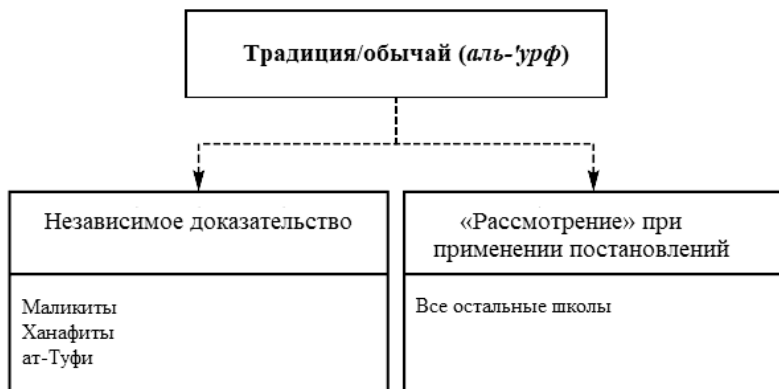 Традиция/обычай (аль-'урф)
Независимое доказательство
Маликиты
Ханафиты
ат-Туфи
«Рассмотрение» при
применении постановлений
Все остальные школы